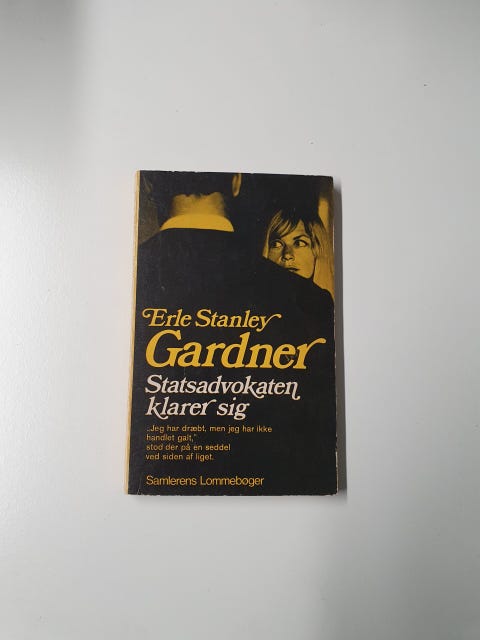 Erle Stanley
Gardner
Statsadvokaten
klarer sig
„Jeg har dræbt, men jeg har ikke
handlet galt,”
stod der på en seddel
ved siden af liget.
Samlerens Lommebøger